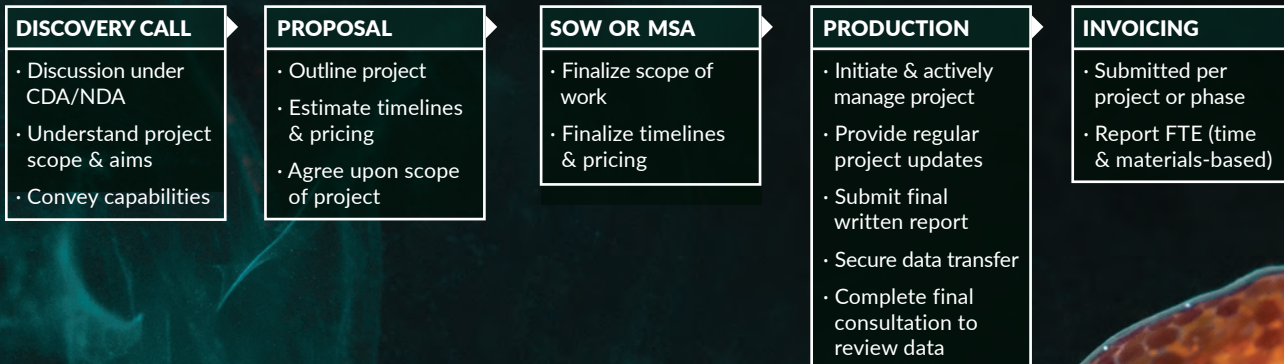 DISCOVERY CALL
· Discussion under
CDA/NDA
· Understand project
scope & aims
· Convey capabilities
PROPOSAL
· Outline project
· Estimate timelines
& pricing
· Agree upon scope
of project
SOW OR MSA
· Finalize scope of
work
· Finalize timelines
& pricing
PRODUCTION
· Initiate & actively
manage project
· Provide regular
project updates
· Submit final
written report
· Secure data transfer
· Complete final
consultation to
review data
INVOICING
· Submitted per
project or phase
· Report FTE (time
& materials-based)